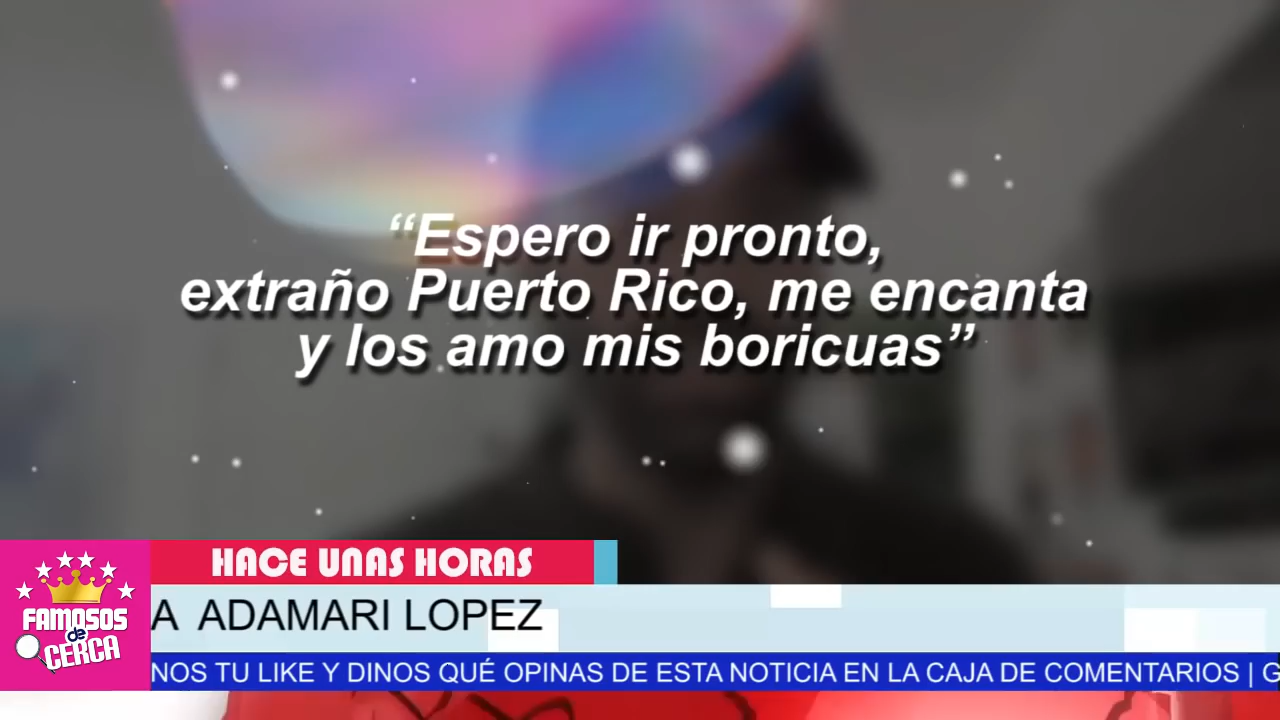 “Espero ir pronto,
extraño Puerto Rico, me encanta
y los amo mis boricuas”
HACE UNAS HORAS
A ADAMARI LOPEZ
FAMOSOS
de
CERCA
NOS TU LIKE Y DINOS QUÉ OPINAS DE ESTA NOTICIA EN LA CAJA DE COMENTARIOS | G